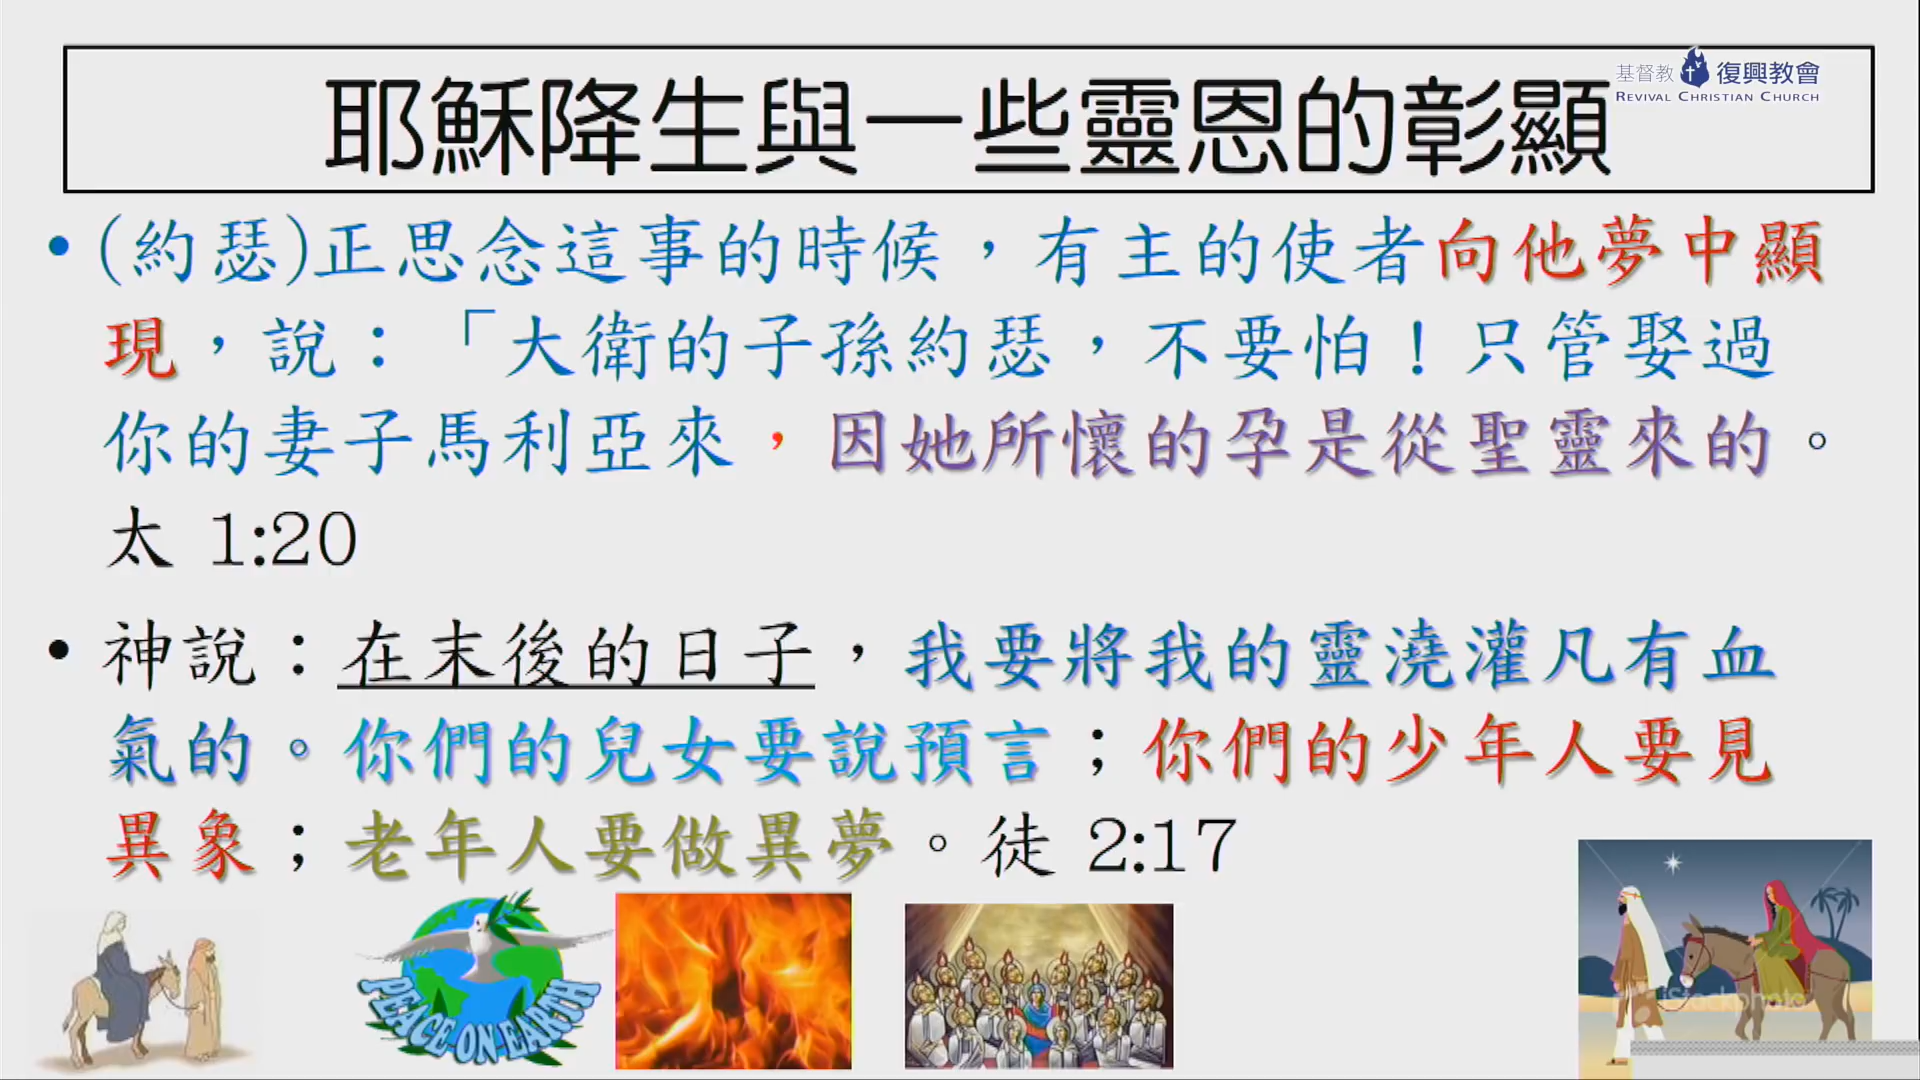 基督教 復興教會
REVIVAL CHRISTIAN CHURCH
耶穌降生與一些靈恩的彰顯
• (約瑟)正思念這事的時候，有主的使者向他夢中顯
現，說：「大衛的子孫約瑟，不要怕！只管娶過
你的妻子馬利亞來，因她所懷的孕是從聖靈來的。
太 1:20
• 神說：在末後的日子，我要將我的靈澆灌凡有血
氣的。你們的兒女要說預言；你們的少年人要見
異象；老年人要做異夢。徒 2:17
PEACE ON EARTH
iStockphoto